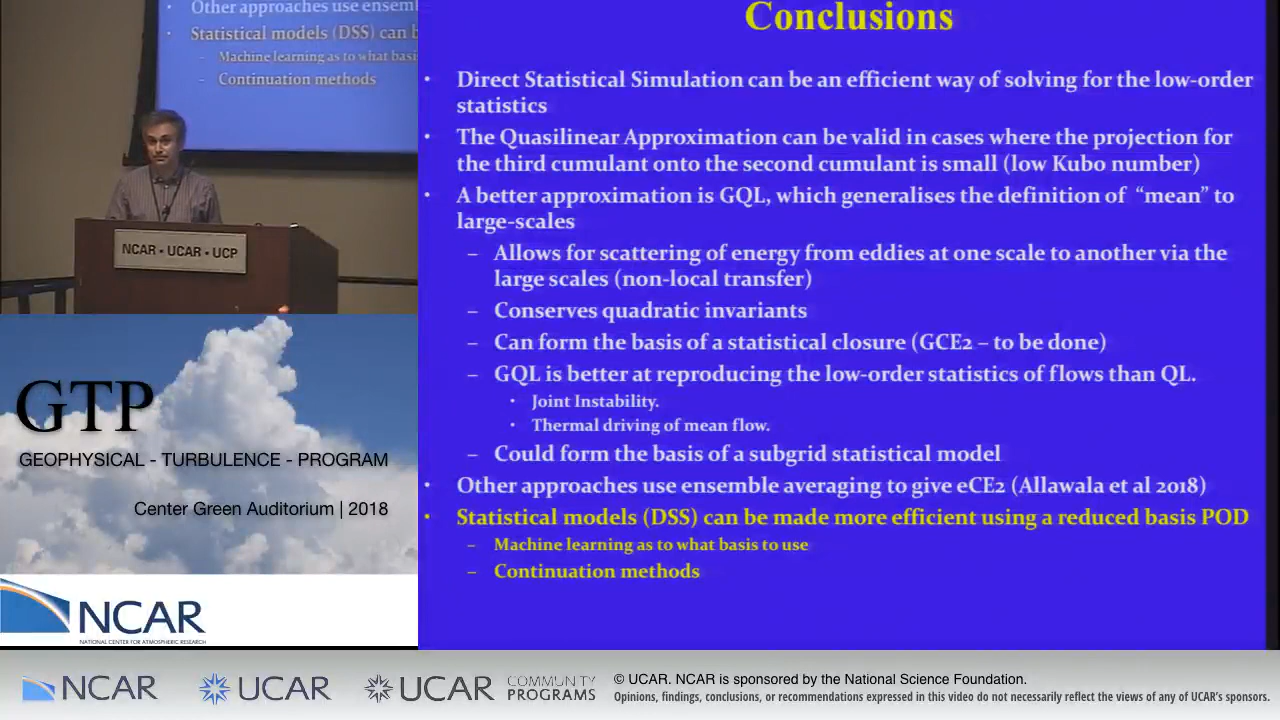 Other approaches use ensem
• Statistical models (DSS) can b
– Machine learning as to what basi
– Continuation methods
NCAR • UCAR • UCP
GTP
GEOPHYSICAL - TURBULENCE - PROGRAM
Center Green Auditorium | 2018
NCAR
NATIONAL CENTER FOR ATMOSPHERIC RESEARCH
Conclusions
• Direct Statistical Simulation can be an efficient way of solving for the low-order
statistics
• The Quasilinear Approximation can be valid in cases where the projection for
the third cumulant onto the second cumulant is small (low Kubo number)
• A better approximation is GQL, which generalises the definition of “mean” to
large-scales
– Allows for scattering of energy from eddies at one scale to another via the
large scales (non-local transfer)
– Conserves quadratic invariants
– Can form the basis of a statistical closure (GCE2 – to be done)
– GQL is better at reproducing the low-order statistics of flows than QL.
• Joint Instability.
• Thermal driving of mean flow.
– Could form the basis of a subgrid statistical model
• Other approaches use ensemble averaging to give eCE2 (Allawala et al 2018)
• Statistical models (DSS) can be made more efficient using a reduced basis POD
– Machine learning as to what basis to use
– Continuation methods
NCAR
UCAR
UCAR
COMMUNITY
PROGRAMS
© UCAR. NCAR is sponsored by the National Science Foundation.
Opinions, findings, conclusions, or recommendations expressed in this video do not necessarily reflect the views of any of UCAR's sponsors.